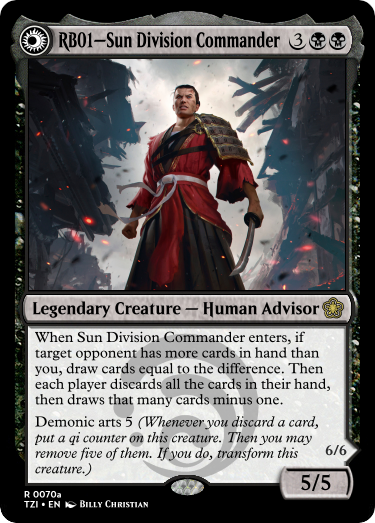 RB01—Sun Division Commander 3
Legendary Creature — Human Advisor
When Sun Division Commander enters, if
target opponent has more cards in hand than
you, draw cards equal to the difference. Then
each player discards all the cards in their hand,
then draws that many cards minus one.
Demonic arts 5 (Whenever you discard a card,
put a qi counter on this creature. Then you may
remove five of them. If you do, transform this
creature.)
6/6
5/5
R 0070a
TZI • EN Billy Christian